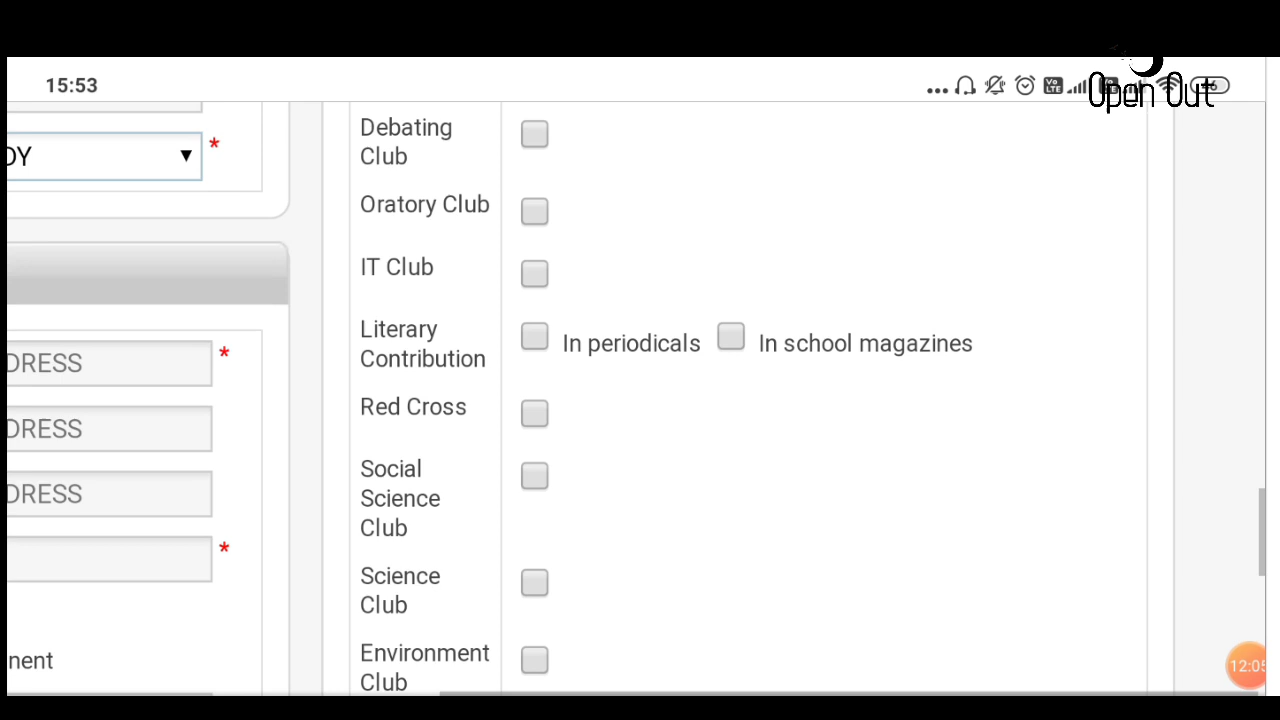 15:53
Open Out
DY
*
DRESS
*
DRESS
DRESS
*
nent
Debating
Club
Oratory Club
IT Club
Literary
Contribution
In periodicals
In school magazines
Red Cross
Social
Science
Club
Science
Club
Environment
Club
12:05